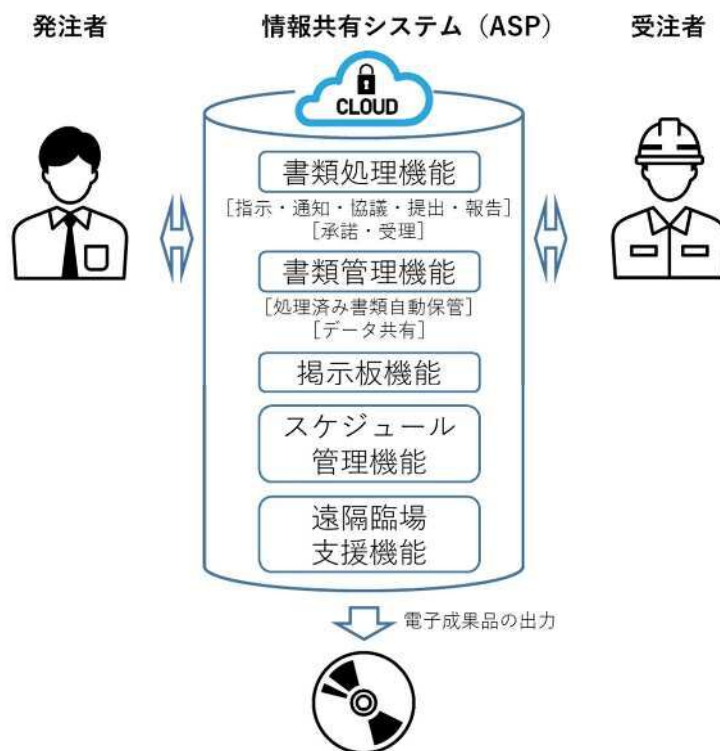 発注者
情報共有システム（ASP）
受注者
CLOUD
書類処理機能
［指示・通知・協議・提出・報告］
［承諾・受理］
書類管理機能
［処理済み書類自動保管］
［データ共有］
掲示板機能
スケジュール
管理機能
遠隔臨場
支援機能
電子成果品の出力